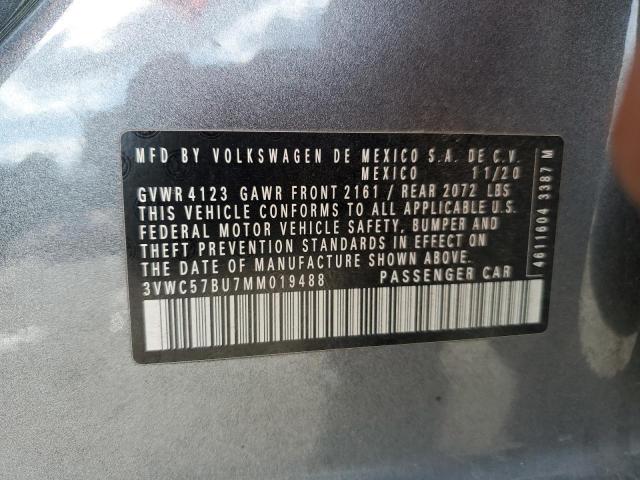 MFD BY VOLKSWAGEN DE MEXICO S.A. DE C.V.
MEXICO 11/20
GVWR 4123 GAWR FRONT 2161 / REAR 2072 LBS
THIS VEHICLE CONFORMS TO ALL APPLICABLE U.S.
FEDERAL MOTOR VEHICLE SAFETY, BUMPER AND
THEFT PREVENTION STANDARDS IN EFFECT ON
THE DATE OF MANUFACTURE SHOWN ABOVE.
3VWC57BU7MM019488 PASSENGER CAR
4611604 3387 M